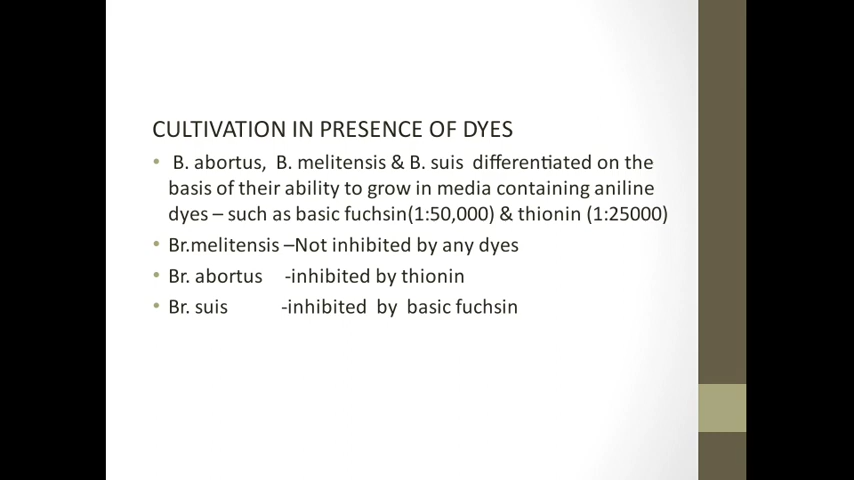 CULTIVATION IN PRESENCE OF DYES
• B. abortus, B. melitensis & B. suis differentiated on the
basis of their ability to grow in media containing aniline
dyes – such as basic fuchsin(1:50,000) & thionin (1:25000)
• Br.melitensis –Not inhibited by any dyes
• Br. abortus -inhibited by thionin
• Br. suis -inhibited by basic fuchsin